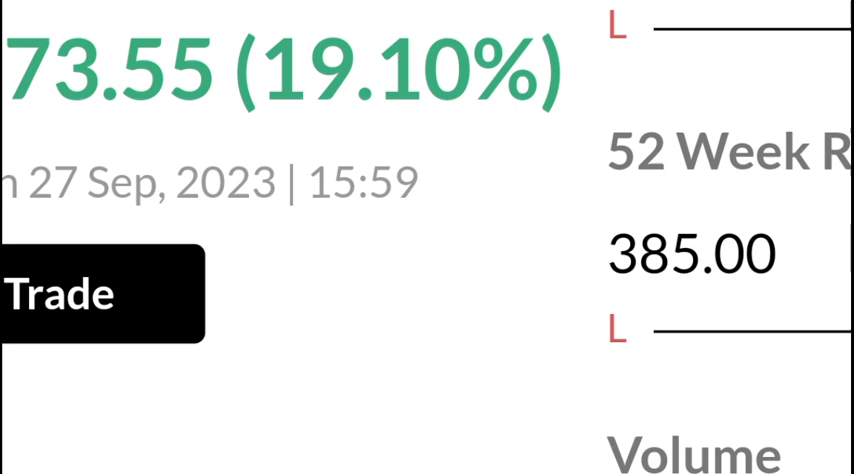 73.55 (19.10%)
27 Sep, 2023 | 15:59
Trade
L
52 Week R
385.00
L
Volume